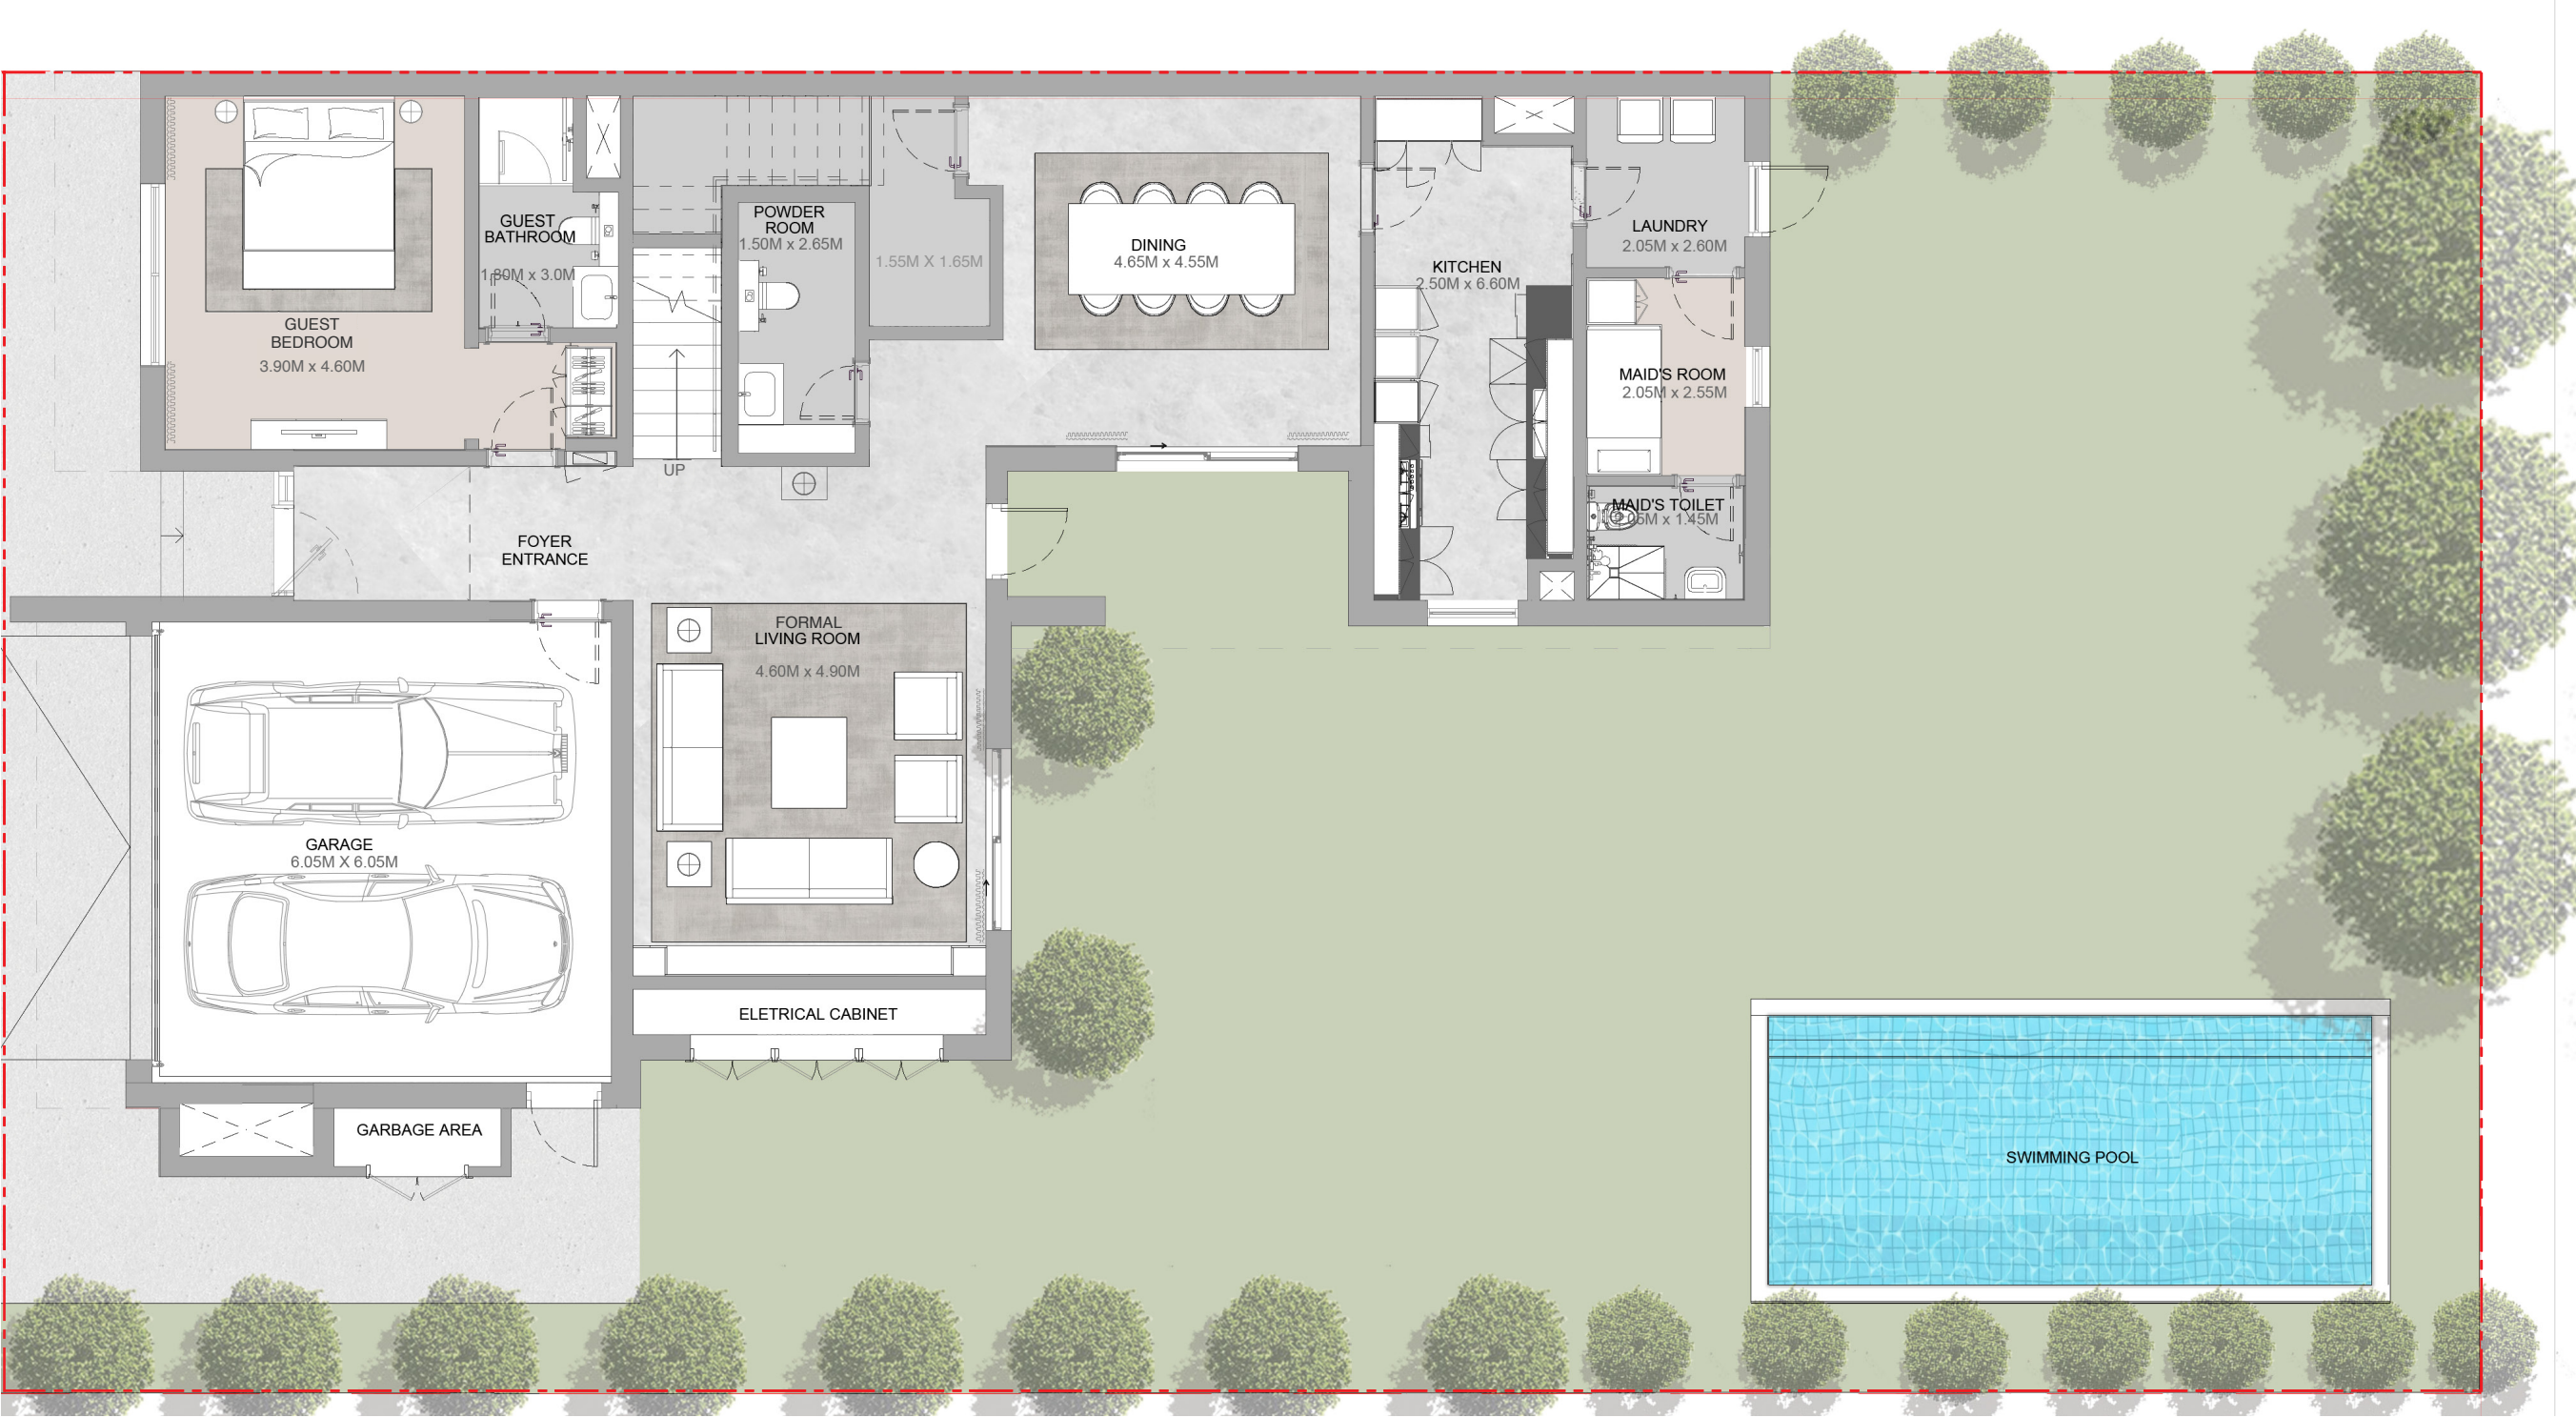 GUEST
BEDROOM
3.90M x 4.60M
GUEST
BATHROOM
1.80M x 3.0M
UP
POWDER
ROOM
1.50M x 2.65M
1.55M X 1.65M
DINING
4.65M x 4.55M
KITCHEN
2.50M x 6.60M
LAUNDRY
2.05M x 2.60M
MAID'S ROOM
2.05M x 2.55M
MAID'S TOILET
x 1.45M
FOYER
ENTRANCE
FORMAL
LIVING ROOM
4.60M x 4.90M
GARAGE
6.05M X 6.05M
ELETRICAL CABINET
GARBAGE AREA
SWIMMING POOL